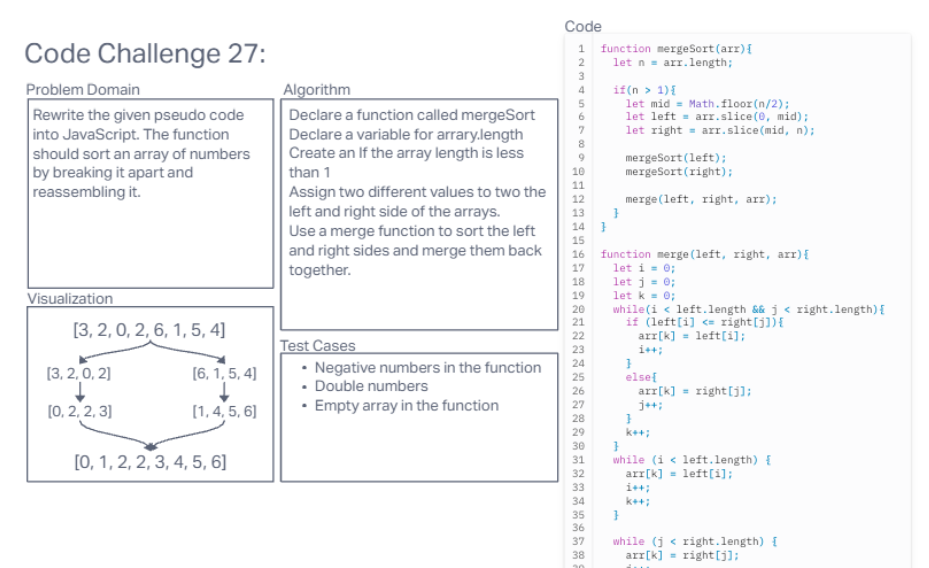 Code Challenge 27:
Problem Domain
Rewrite the given pseudo code
into JavaScript. The function
should sort an array of numbers
by breaking it apart and
reassembling it.
Algorithm
Declare a function called mergeSort
Declare a variable for arrary.length
Create an If the array length is less
than 1
Assign two different values to two the
left and right side of the arrays.
Use a merge function to sort the left
and right sides and merge them back
together.
Visualization
[3, 2, 0, 2, 6, 1, 5, 4]
[3, 2, 0, 2] [6, 1, 5, 4]
[0, 2, 2, 3] [1, 4, 5, 6]
[0, 1, 2, 2, 3, 4, 5, 6]
Test Cases
• Negative numbers in the function
• Double numbers
• Empty array in the function
Code
1 function mergeSort(arr){
2 let n = arr.length;
3
4 if(n > 1){
5 let mid = Math.floor(n/2);
6 let left = arr.slice(0, mid);
7 let right = arr.slice(mid, n);
8
9 mergeSort(left);
10 mergeSort(right);
11
12 merge(left, right, arr);
13 }
14 }
15
16 function merge(left, right, arr){
17 let i = 0;
18 let j = 0;
19 let k = 0;
20 while(i < left.length && j < right.length){
21 if (left[i] <= right[j]){
22 arr[k] = left[i];
23 i++;
24 }
25 else{
26 arr[k] = right[j];
27 j++;
28 }
29 k++;
30 }
31 while (i < left.length) {
32 arr[k] = left[i];
33 i++;
34 k++;
35 }
36
37 while (j < right.length) {
38 arr[k] = right[j];